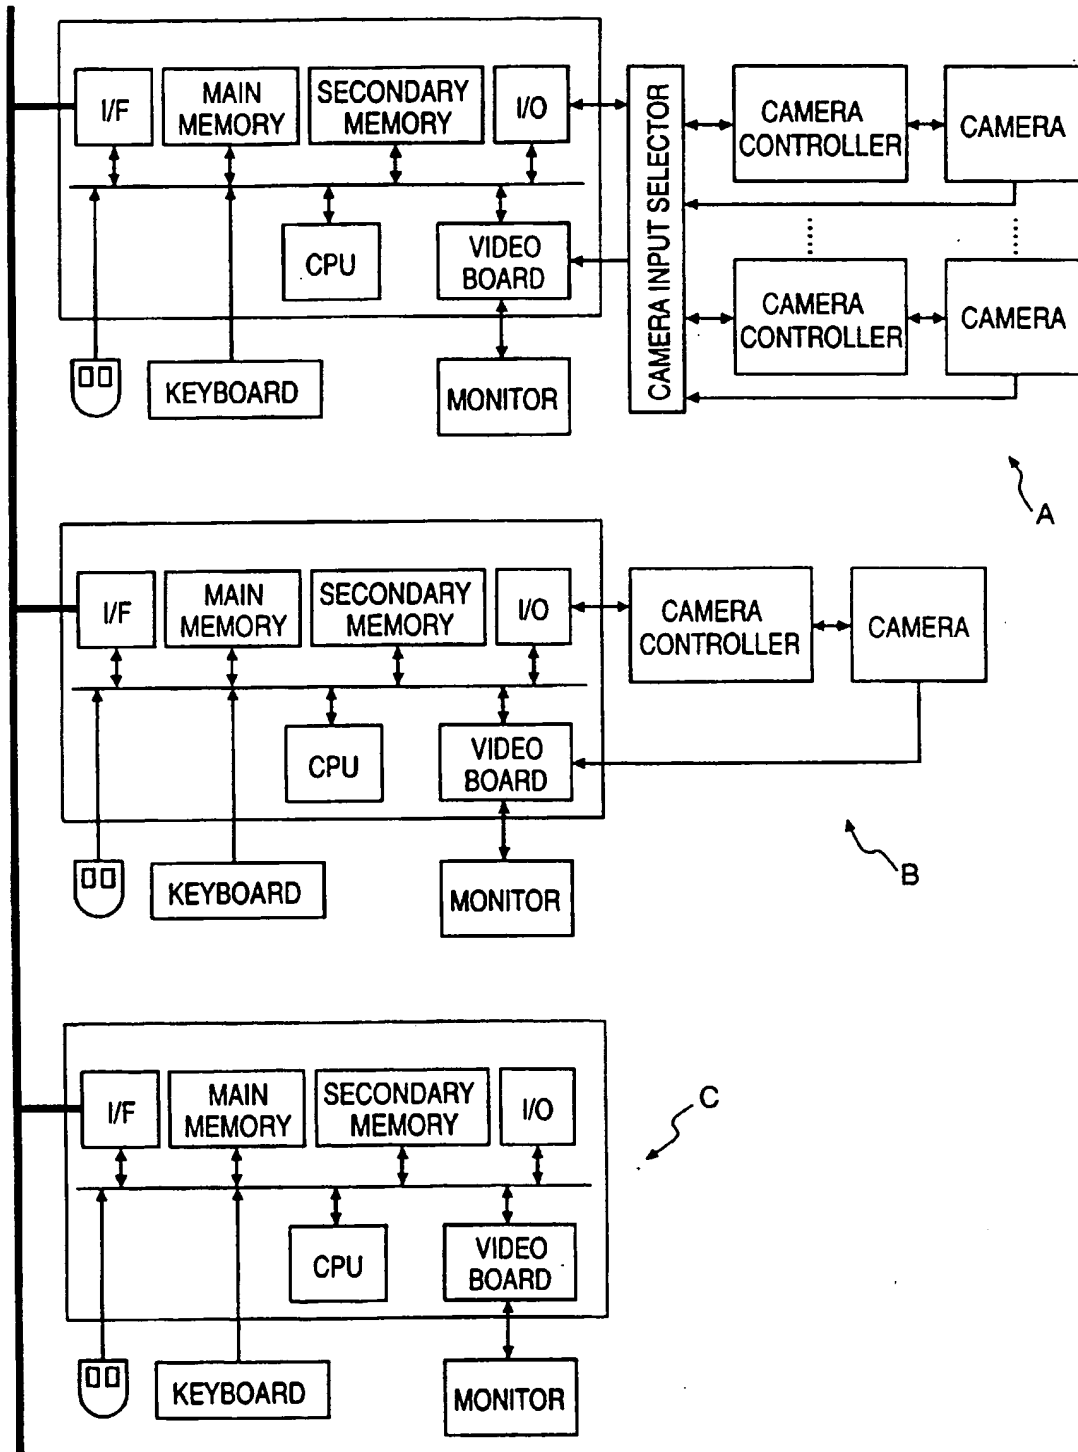 I/F
MAIN
MEMORY
SECONDARY
MEMORY
I/O
CPU
VIDEO
BOARD
KEYBOARD
MONITOR
CAMERA INPUT SELECTOR
CAMERA
CONTROLLER
CAMERA
CAMERA
CONTROLLER
CAMERA
A
I/F
MAIN
MEMORY
SECONDARY
MEMORY
I/O
CPU
VIDEO
BOARD
KEYBOARD
MONITOR
CAMERA
CONTROLLER
CAMERA
B
I/F
MAIN
MEMORY
SECONDARY
MEMORY
I/O
CPU
VIDEO
BOARD
KEYBOARD
MONITOR
C